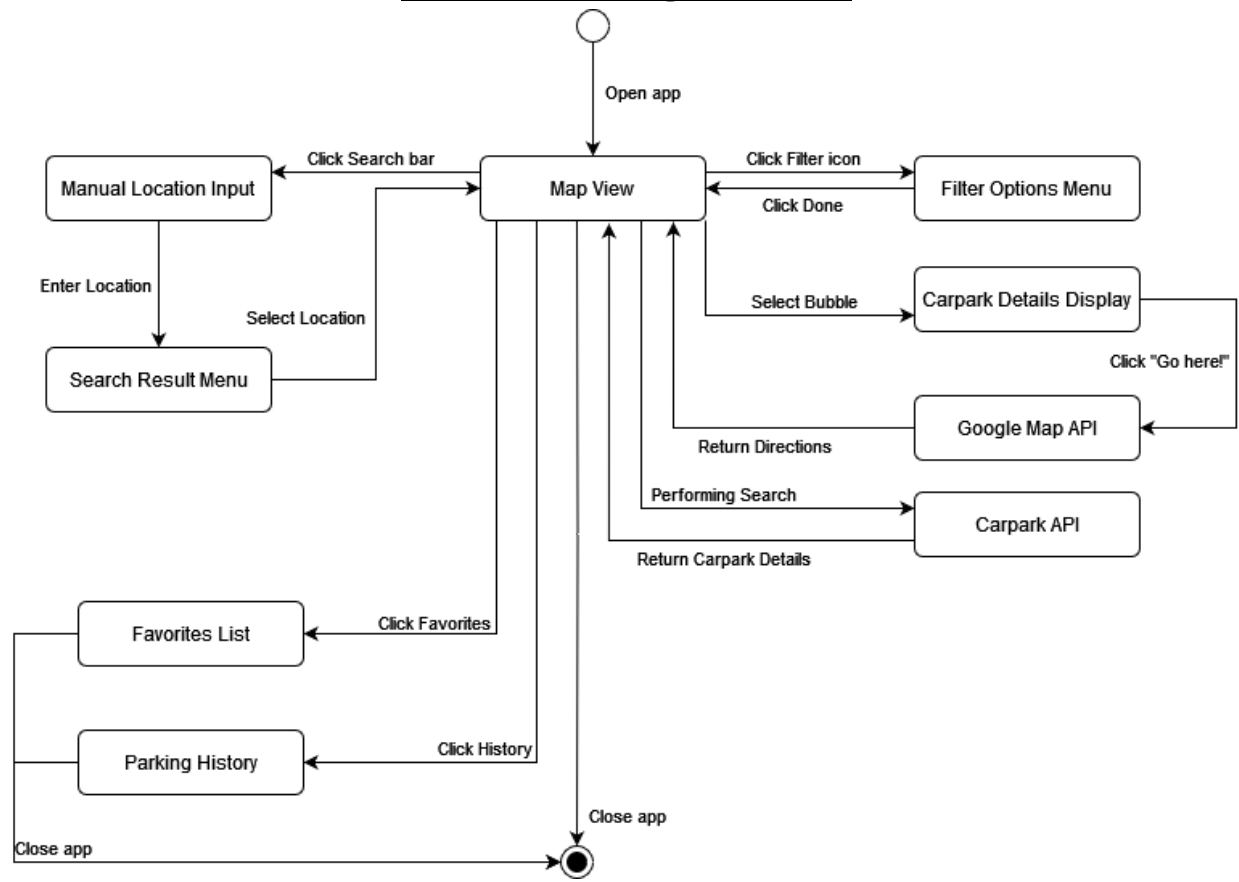 Open app
Click Search bar
Click Filter icon
Manual Location Input
Map View
Filter Options Menu
Click Done
Enter Location
Select Location
Select Bubble
Carpark Details Display
Click "Go here!"
Search Result Menu
Google Map API
Return Directions
Performing Search
Carpark API
Return Carpark Details
Click Favorites
Favorites List
Click History
Parking History
Close app
Close app